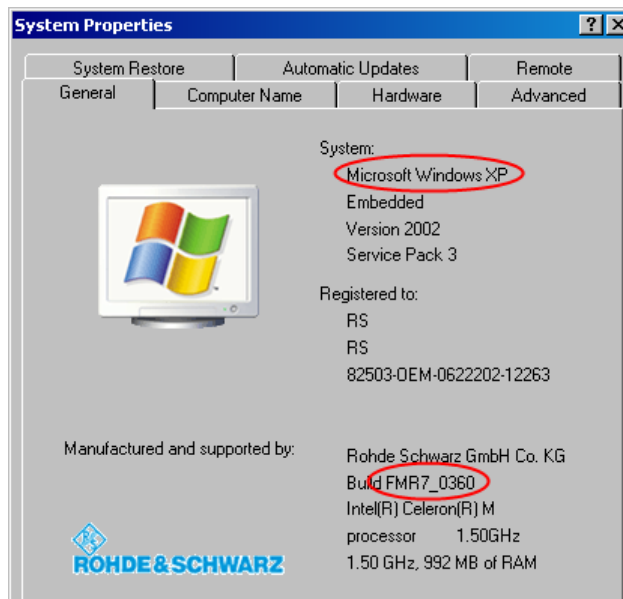 System Properties
System Restore
Automatic Updates
Remote
General
Computer Name
Hardware
Advanced
System:
Microsoft Windows XP
Embedded
Version 2002
Service Pack 3
Registered to:
RS
RS
82503-OEM-0622202-12263
Manufactured and supported by:
Rohde Schwarz GmbH Co. KG
Build FMR7_0360
Intel(R) Celeron(R) M
processor 1.50GHz
1.50 GHz, 992 MB of RAM
ROHDE & SCHWARZ